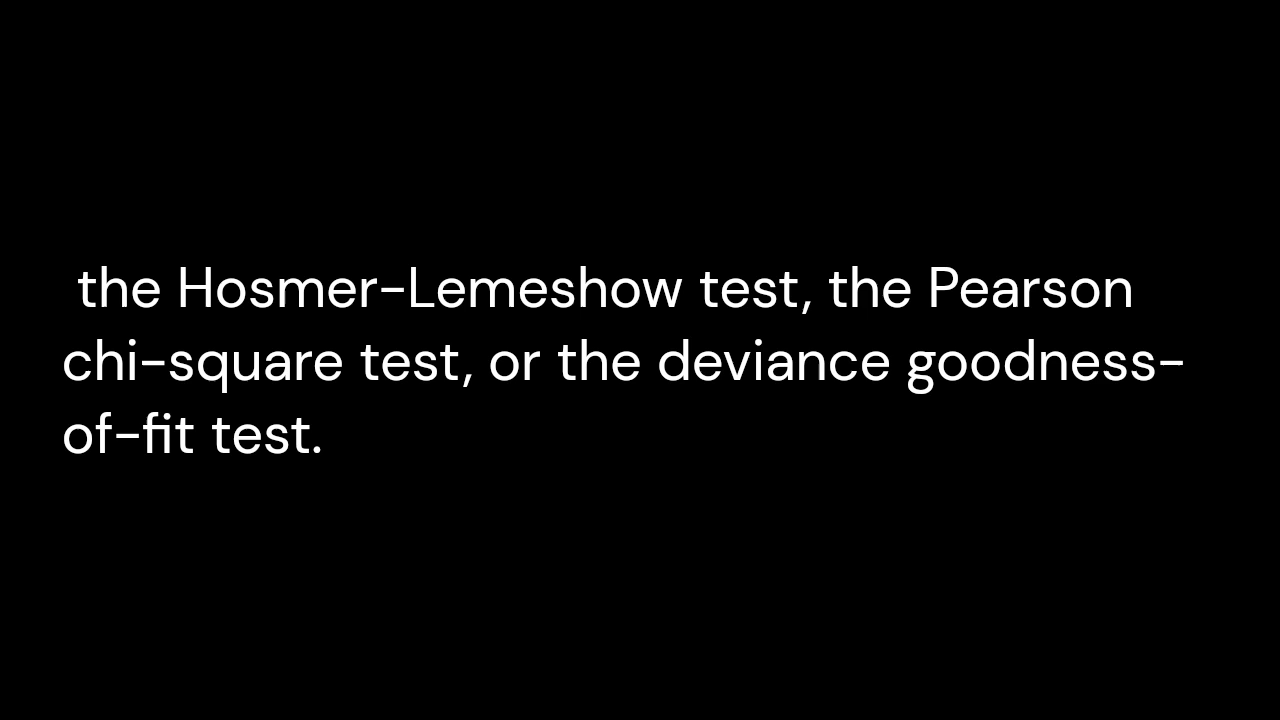 the Hosmer-Lemeshow test, the Pearson
chi-square test, or the deviance goodness-
of-fit test.